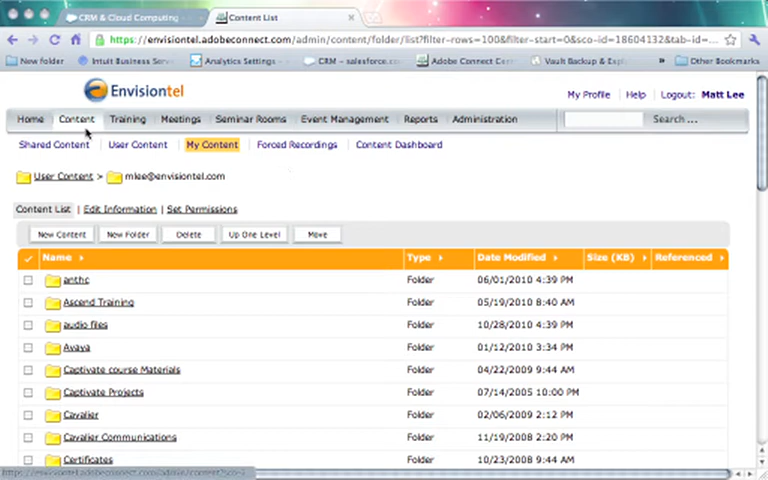 CRM & Cloud Computing
Content List
https://envisiontel.adobeconnect.com/admin/content/folder/list?filter-rows=100&filter-start=0&sco-id=18604132&tab-id=...
New folder Intuit Business Serv Analytics Settings - CRM - salesforce.co Adobe Connect Cen Vault Backup & Expl » Other Bookmarks
Envisiontel
My Profile | Help | Logout: Matt Lee
Home Content Training Meetings Seminar Rooms Event Management Reports Administration Search ...
Shared Content User Content My Content Forced Recordings Content Dashboard
User Content > mlee@envisiontel.com
Content List | Edit Information | Set Permissions
New Content New Folder Delete Up One Level Move
Name Type Date Modified Size (KB) Referenced
anthc Folder 06/01/2010 4:39 PM
Ascend Training Folder 05/19/2010 8:40 AM
audio files Folder 10/28/2010 4:39 PM
Avaya Folder 01/12/2010 3:34 PM
Captivate course Materials Folder 04/22/2009 9:44 AM
Captivate Projects Folder 07/14/2005 10:00 PM
Cavalier Folder 02/06/2009 2:12 PM
Cavalier Communications Folder 11/19/2008 2:20 PM
Certificates Folder 10/23/2008 9:44 AM